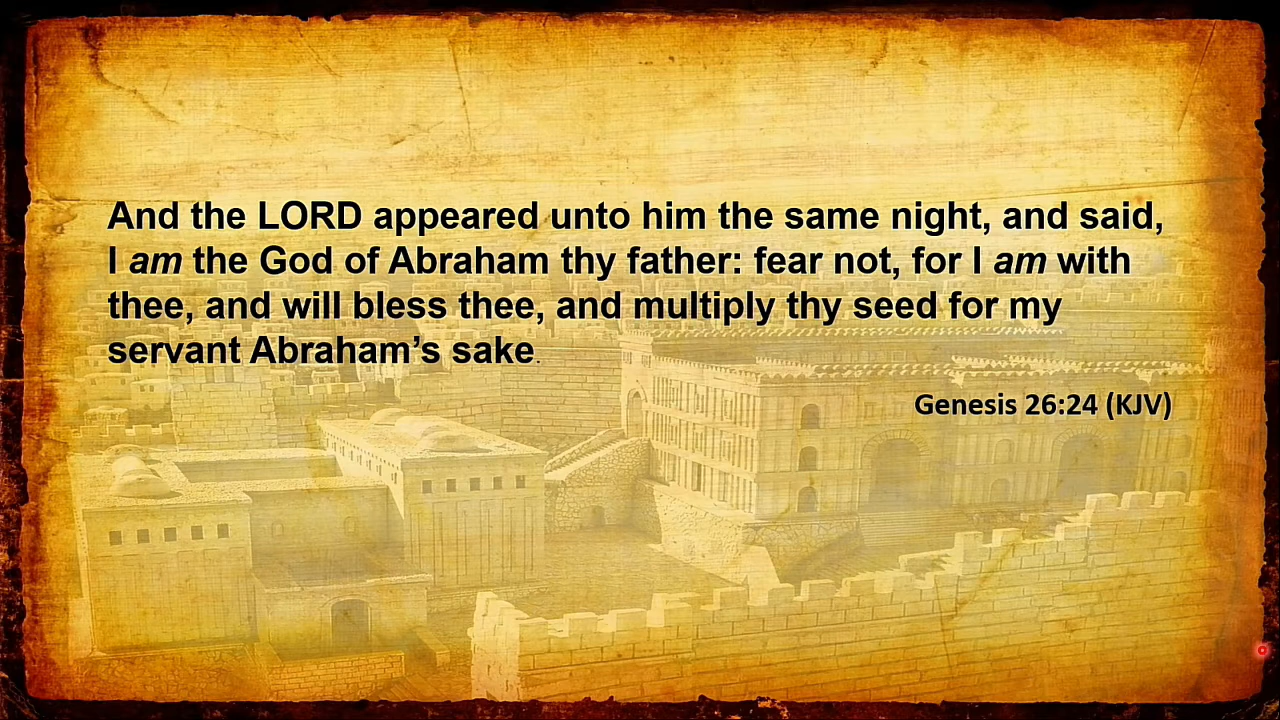 And the LORD appeared unto him the same night, and said,
I am the God of Abraham thy father: fear not, for I am with
thee, and will bless thee, and multiply thy seed for my
servant Abraham’s sake.
Genesis 26:24 (KJV)